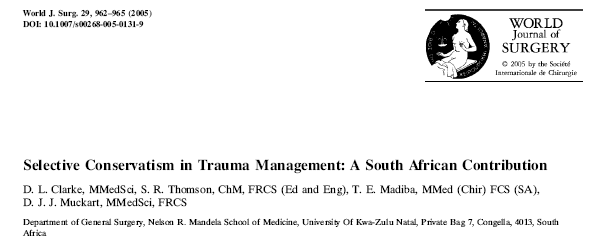 World J. Surg. 29, 962–965 (2005)
DOI: 10.1007/s00268-005-0131-9
WORLD
Journal of
SURGERY
© 2005 by the Société
Internationale de Chirurgie
Selective Conservatism in Trauma Management: A South African Contribution
D. L. Clarke, MMedSci, S. R. Thomson, ChM, FRCS (Ed and Eng), T. E. Madiba, MMed (Chir) FCS (SA),
D. J. J. Muckart, MMedSci, FRCS
Department of General Surgery, Nelson R. Mandela School of Medicine, University Of Kwa-Zulu Natal, Private Bag 7, Congella, 4013, South
Africa